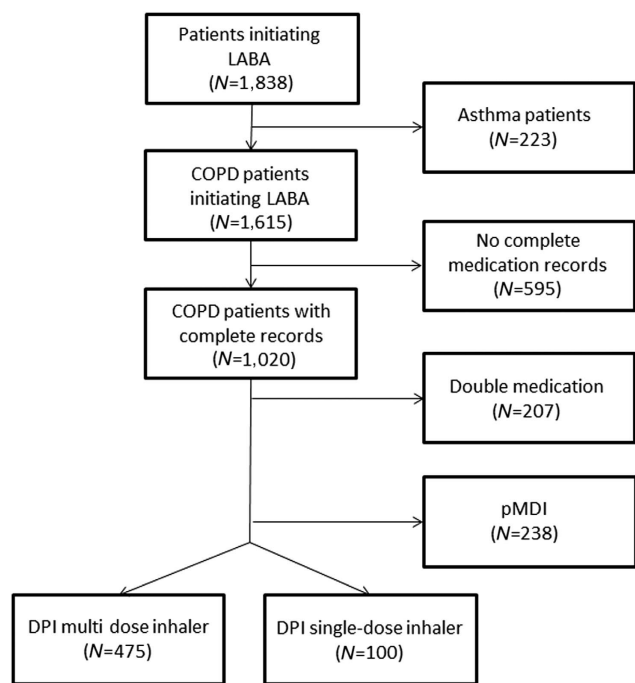 Patients initiating
LABA
(N=1,838)
Asthma patients
(N=223)
COPD patients
initiating LABA
(N=1,615)
No complete
medication records
(N=595)
COPD patients with
complete records
(N=1,020)
Double medication
(N=207)
pMDI
(N=238)
DPI multi dose inhaler
(N=475)
DPI single-dose inhaler
(N=100)